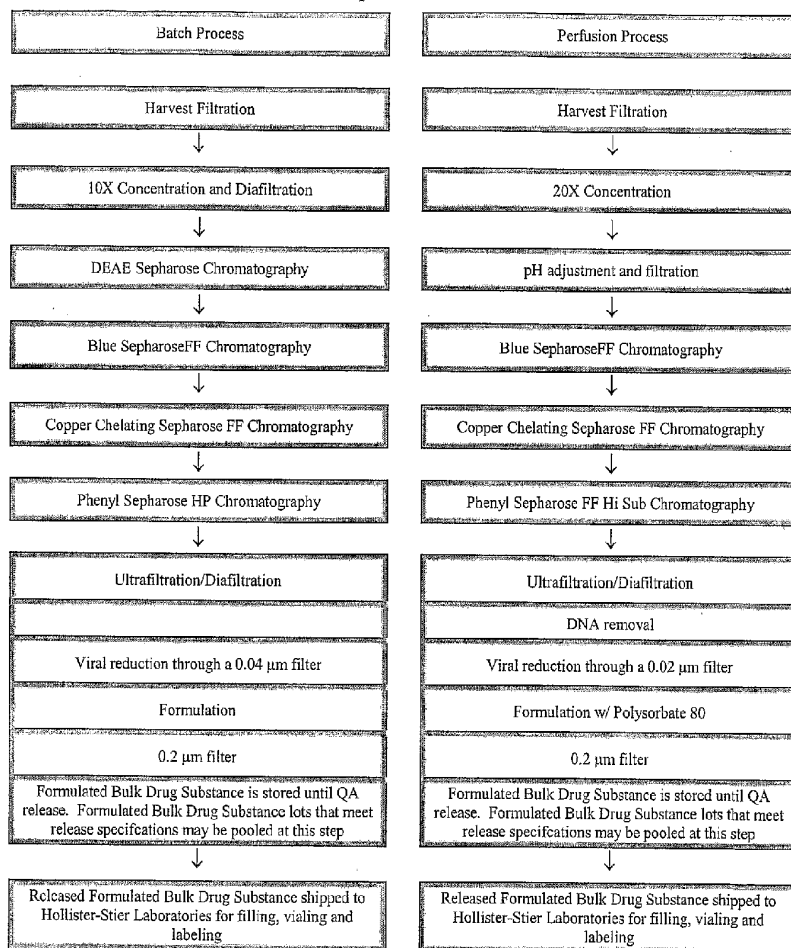 Batch Process
Harvest Filtration
10X Concentration and Diafiltration
DEAE Sepharose Chromatography
Blue SepharoseFF Chromatography
Copper Chelating Sepharose FF Chromatography
Phenyl Sepharose HP Chromatography
Ultrafiltration/Diafiltration
Viral reduction through a 0.04 µm filter
Formulation
0.2 µm filter
Formulated Bulk Drug Substance is stored until QA
release. Formulated Bulk Drug Substance lots that meet
release specifcations may be pooled at this step
Released Formulated Bulk Drug Substance shipped to
Hollister-Stier Laboratories for filling, vialing and
labeling
Perfusion Process
Harvest Filtration
20X Concentration
pH adjustment and filtration
Blue SepharoseFF Chromatography
Copper Chelating Sepharose FF Chromatography
Phenyl Sepharose FF Hi Sub Chromatography
Ultrafiltration/Diafiltration
DNA removal
Viral reduction through a 0.02 µm filter
Formulation w/ Polysorbate 80
0.2 µm filter
Formulated Bulk Drug Substance is stored until QA
release. Formulated Bulk Drug Substance lots that meet
release specifications may be pooled at this step
Released Formulated Bulk Drug Substance shipped to
Hollister-Stier Laboratories for filling, vialing and
labeling